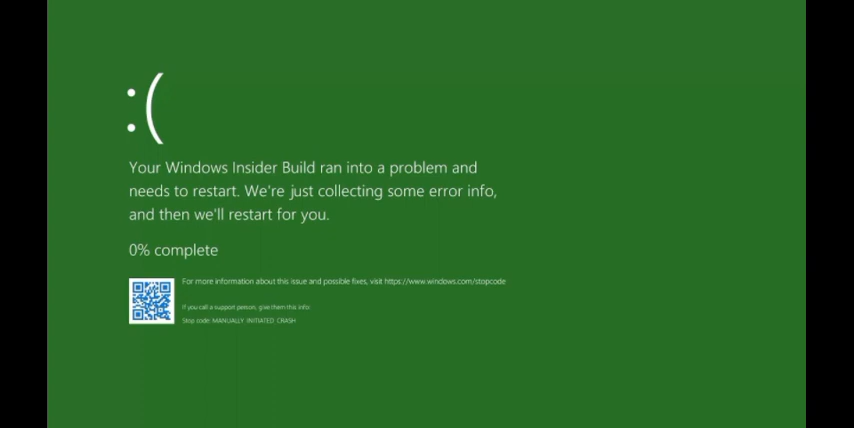 :(
Your Windows Insider Build ran into a problem and
needs to restart. We're just collecting some error info,
and then we'll restart for you.
0% complete
For more information about this issue and possible fixes, visit https://www.windows.com/stopcode
If you call a support person, give them this info:
Stop code: MANUALLY INITIATED CRASH